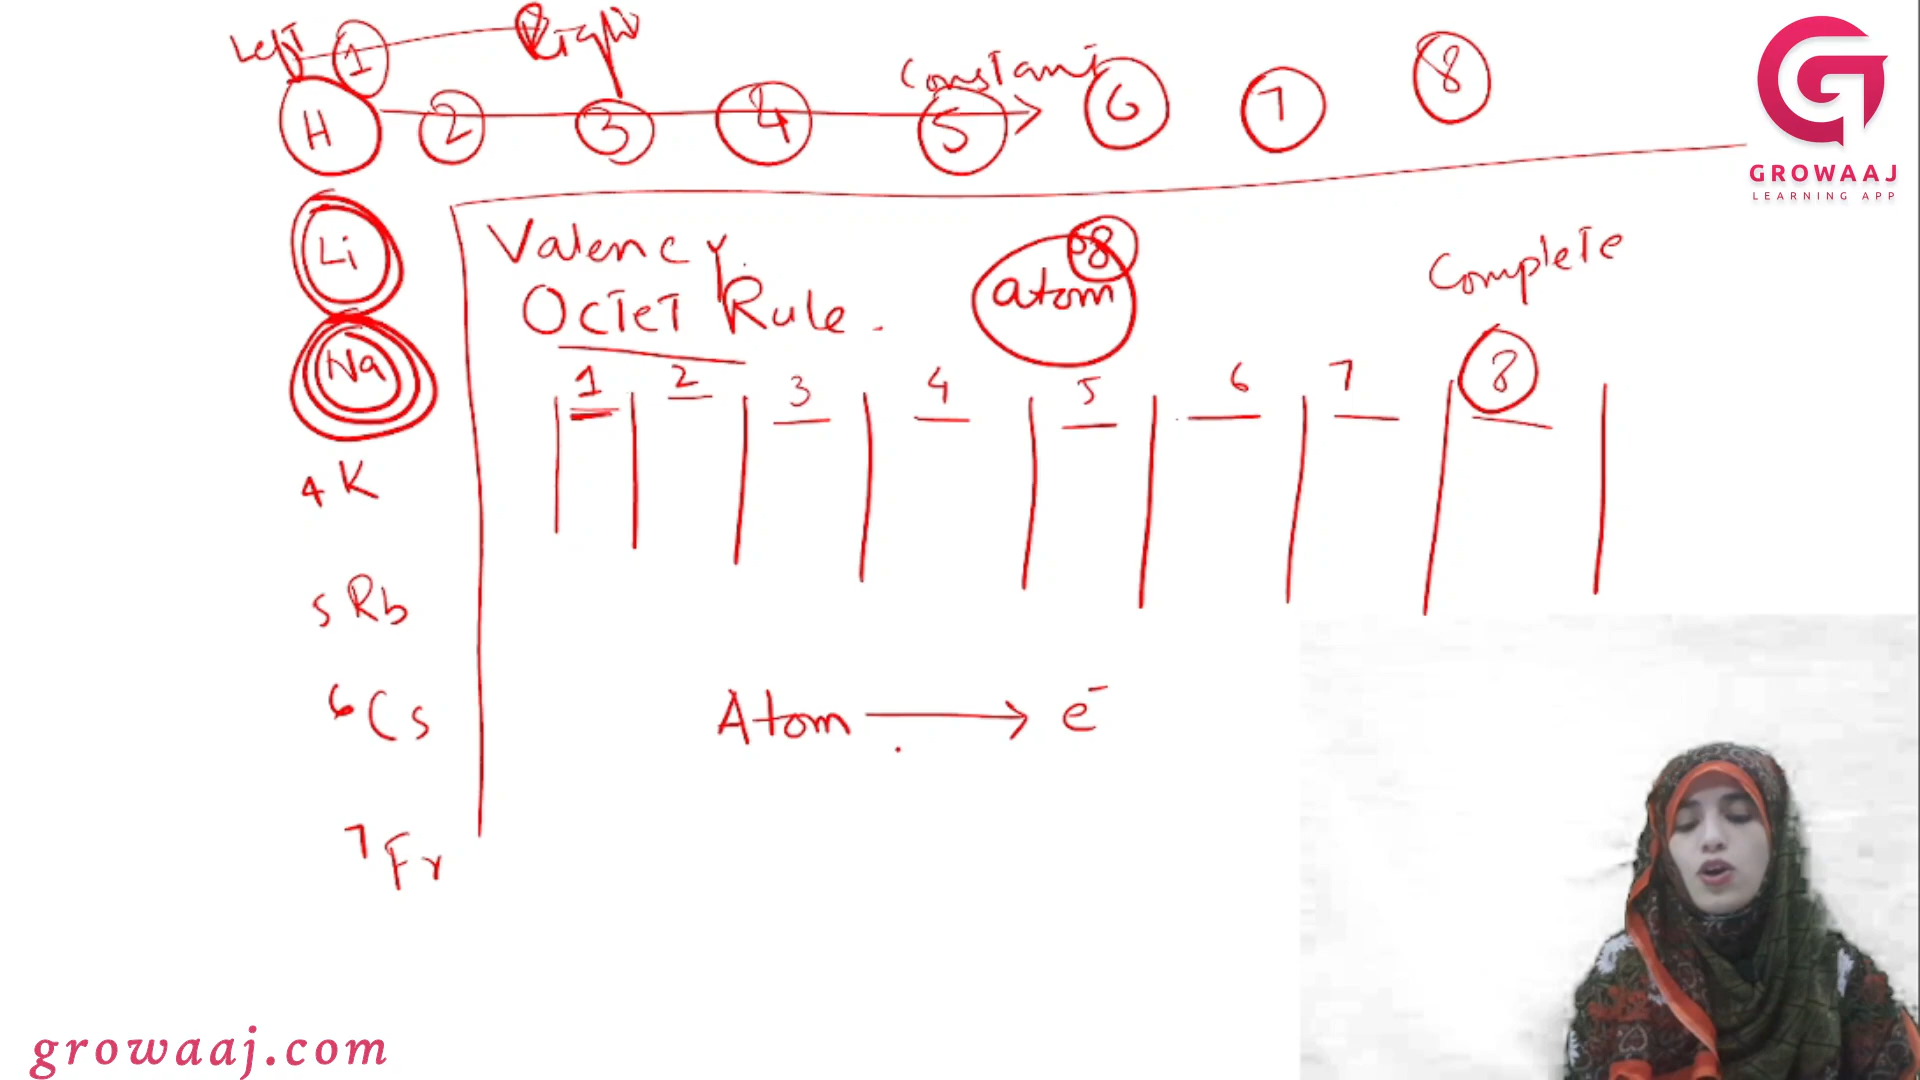 Left 1 Right
H 2 3 4 Constant 5 6 7 8
GROWAAJ
LEARNING APP
Li
Valency
Octet Rule.
atom 8
Complete
Na
1 2 3 4 5 6 7 8
4 K
5 Rb
6 Cs
Atom → e⁻
7 Fr
growaaj.com